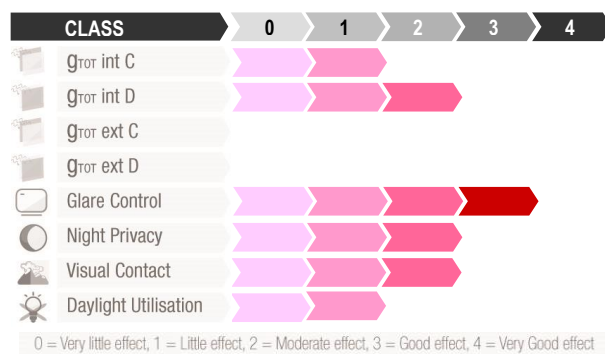 CLASS 0 1 2 3 4
gTOT int C
gTOT int D
gTOT ext C
gTOT ext D
Glare Control
Night Privacy
Visual Contact
Daylight Utilisation
0 = Very little effect, 1 = Little effect, 2 = Moderate effect, 3 = Good effect, 4 = Very Good effect